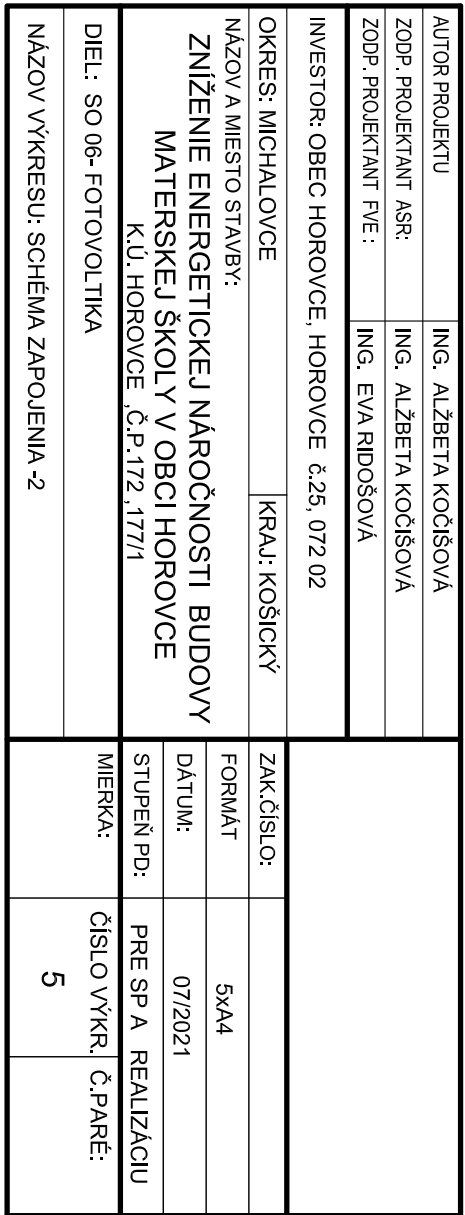 AUTOR PROJEKTU ING. ALŽBETA KOČIŠOVÁ
ZODP. PROJEKTANT ASR: ING. ALŽBETA KOČIŠOVÁ
ZODP. PROJEKTANT FVE : ING. EVA RIDOŠOVÁ
INVESTOR: OBEC HOROVCE, HOROVCE č.25, 072 02
OKRES: MICHALOVCE KRAJ: KOŠICKÝ
NÁZOV A MIESTO STAVBY:
ZNÍŽENIE ENERGETICKEJ NÁROČNOSTI BUDOVY
MATERSKEJ ŠKOLY V OBCI HOROVCE
K.Ú. HOROVCE ,Č.P.172 ,177/1
DIEL: SO 06- FOTOVOLTIKA
NÁZOV VÝKRESU: SCHÉMA ZAPOJENIA -2
ZAK.ČÍSLO:
FORMÁT 5xA4
DÁTUM: 07/2021
STUPEŇ PD: PRE SP A REALIZÁCIU
MIERKA: ČÍSLO VÝKR. Č.PARÉ:
5